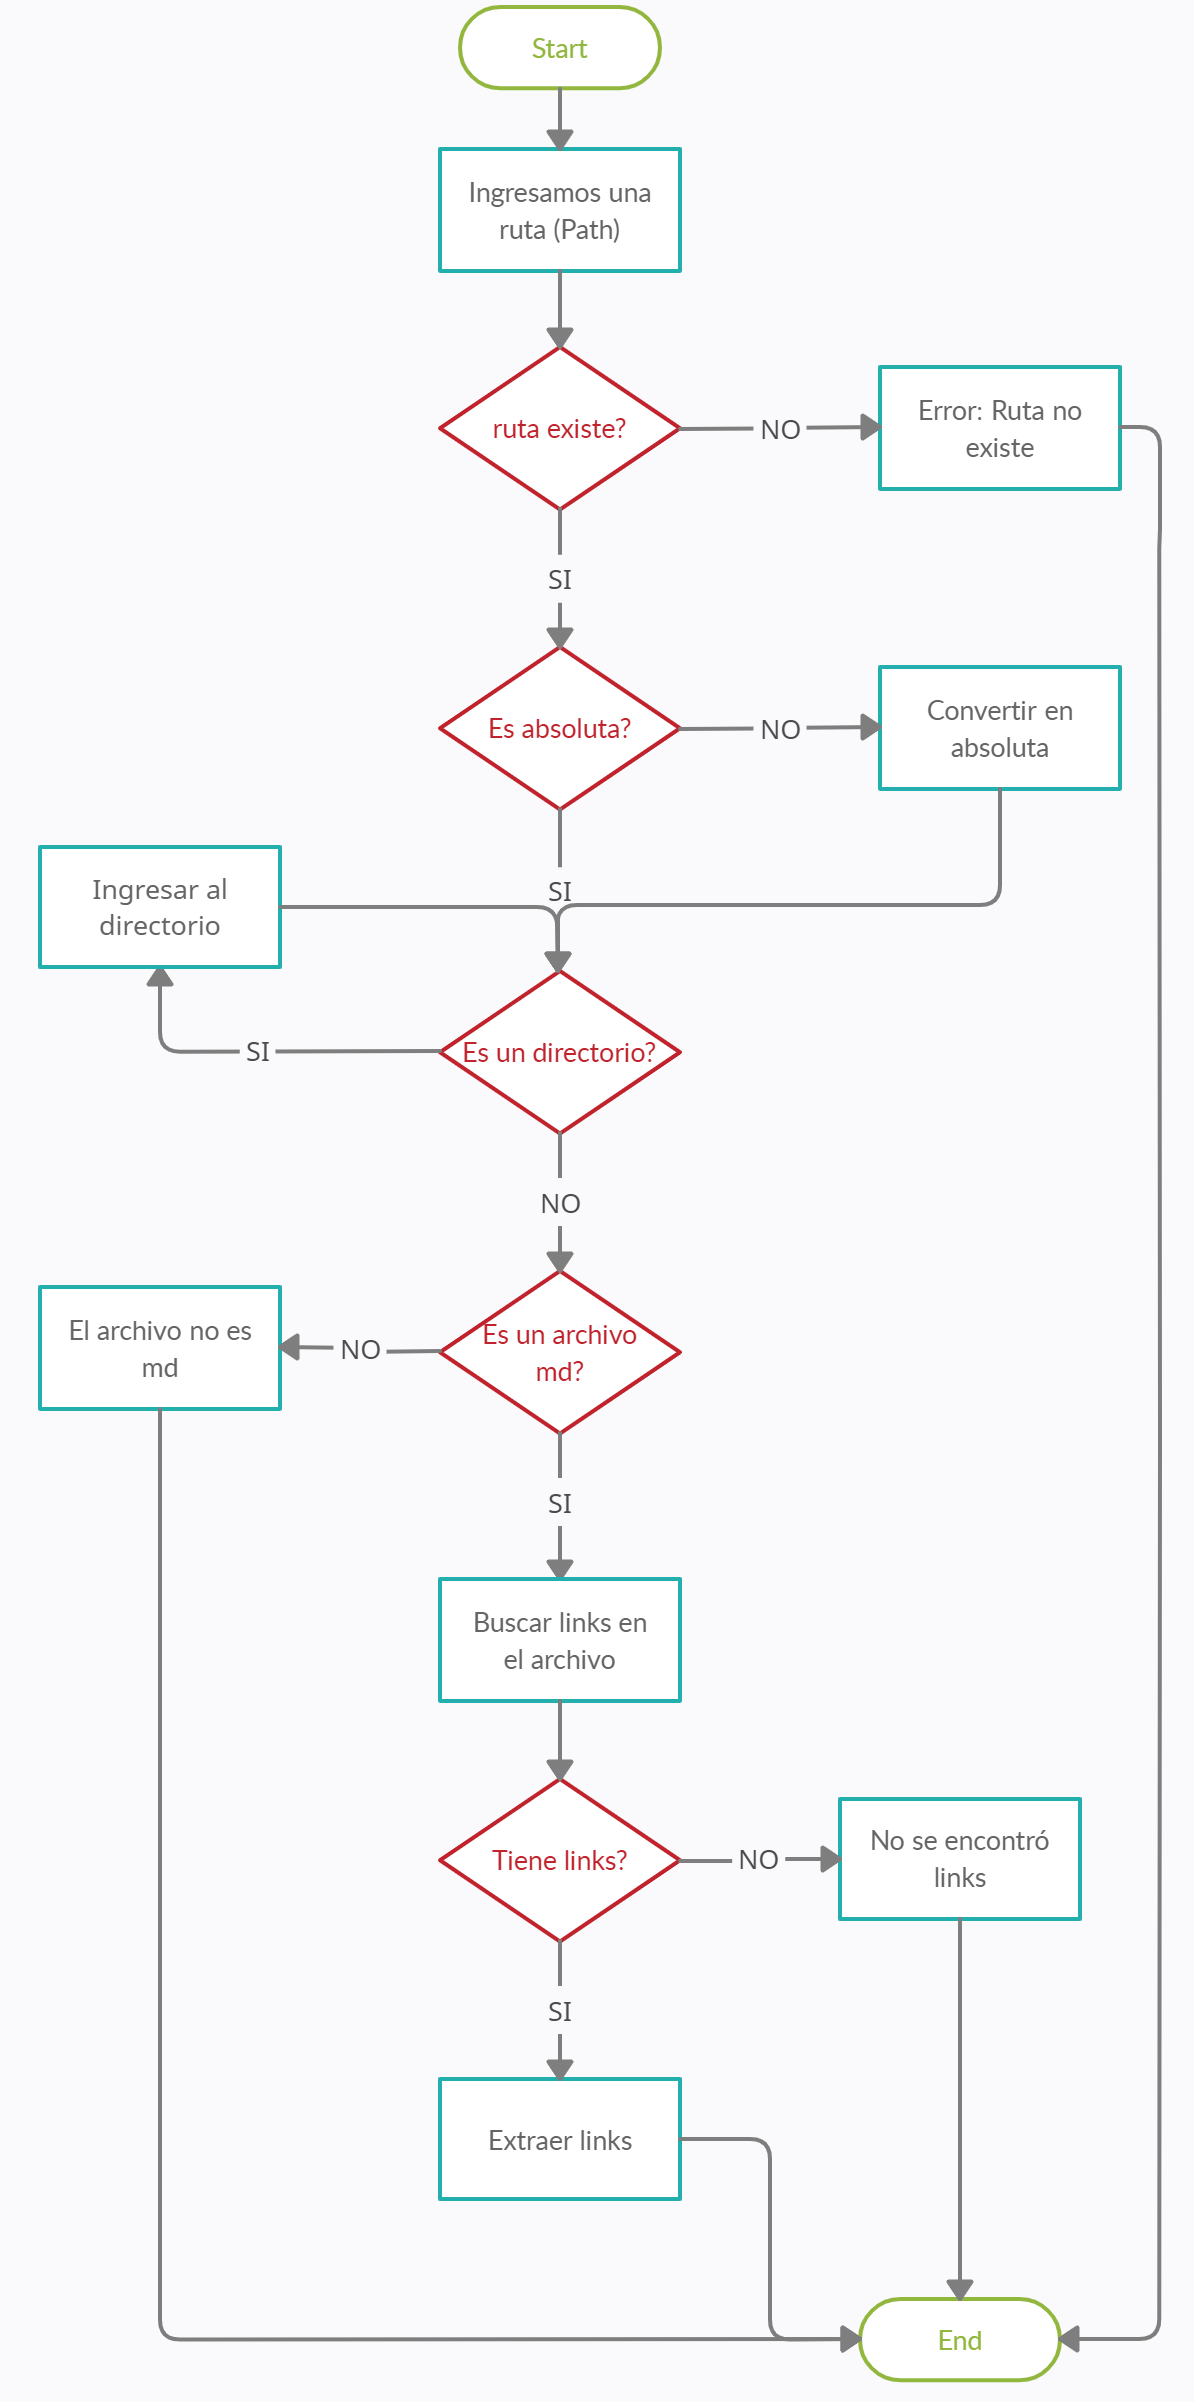 Start
Ingresamos una
ruta (Path)
ruta existe?
NO
Error: Ruta no
existe
SI
Es absoluta?
NO
Convertir en
absoluta
SI
Ingresar al
directorio
SI
Es un directorio?
NO
El archivo no es
md
NO
Es un archivo
md?
SI
Buscar links en
el archivo
Tiene links?
NO
No se encontró
links
SI
Extraer links
End